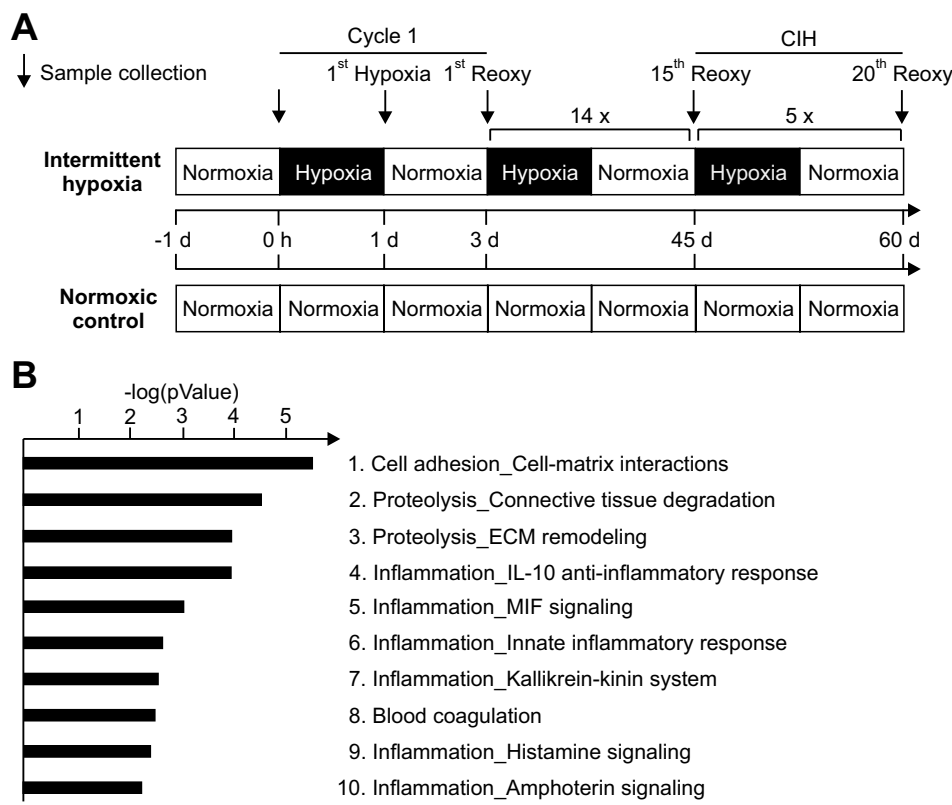 A
Cycle 1
CIH
Sample collection
1st Hypoxia
1st Reoxy
15th Reoxy
20th Reoxy
14 x
5 x
Intermittent
hypoxia
Normoxia
Hypoxia
Normoxia
Hypoxia
Normoxia
Hypoxia
Normoxia
-1 d
0 h
1 d
3 d
45 d
60 d
Normoxic
control
Normoxia
Normoxia
Normoxia
Normoxia
Normoxia
Normoxia
Normoxia
B
-log(pValue)
1 2 3 4 5
1. Cell adhesion_Cell-matrix interactions
2. Proteolysis_Connective tissue degradation
3. Proteolysis_ECM remodeling
4. Inflammation_IL-10 anti-inflammatory response
5. Inflammation_MIF signaling
6. Inflammation_Innate inflammatory response
7. Inflammation_Kallikrein-kinin system
8. Blood coagulation
9. Inflammation_Histamine signaling
10. Inflammation_Amphoterin signaling